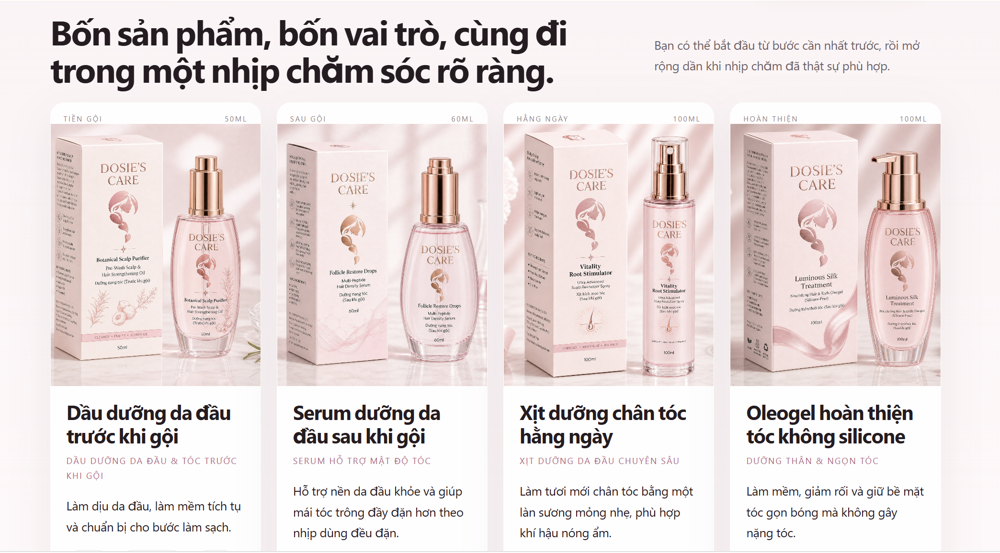 Bốn sản phẩm, bốn vai trò, cùng đi
trong một nhịp chăm sóc rõ ràng.
Bạn có thể bắt đầu từ bước cần nhất trước, rồi mở
rộng dần khi nhịp chăm đã thật sự phù hợp.
TIỀN GỘI
50ML
DOSIE'S
CARE
Botanical Scalp Purifier
Pre-Wash Scalp &
Hair Strengthening Oil
Dưỡng nang tóc (Trước khi gội)
CLEANSE • PURIFY • REVITALIZE
50ml
DOSIE'S
CARE
Botanical Scalp Purifier
Pre-Wash Scalp &
Hair Strengthening Oil
Dưỡng nang tóc
(Trước khi gội)
50ml
Dầu dưỡng da đầu
trước khi gội
DẦU DƯỠNG DA ĐẦU & TÓC TRƯỚC
KHI GỘI
Làm dịu da đầu, làm mềm tích tụ
và chuẩn bị cho bước làm sạch.
SAU GỘI
60ML
DOSIE'S
CARE
Follicle Restore Drops
Multi-Peptide
Hair Density Serum
Dưỡng nang tóc
(Sau khi gội)
60ml
DOSIE'S
CARE
Follicle Restore Drops
Multi-Peptide
Hair Density Serum
Dưỡng nang tóc
(Sau khi gội)
60ml
Serum dưỡng da
đầu sau khi gội
SERUM HỖ TRỢ MẬT ĐỘ TÓC
Hỗ trợ nền da đầu khỏe và giúp
mái tóc trông đầy đặn hơn theo
nhịp dùng đều đặn.
HẰNG NGÀY
100ML
Daily Scalp
Revitalizer Spray
DOSIE'S
CARE
Vitality
Root Stimulator
Ultra Advanced
Scalp Revitalizer Spray
Xịt kích mọc tóc
(Sau khi gội)
ENERGIZE • REVITALIZE • BALANCE
100ml
DOSIE'S
CARE
Vitality
Root Stimulator
Ultra Advanced
Scalp Revitalizer Spray
Xịt kích mọc tóc
(Sau khi gội)
ENERGIZE • REVITALIZE • BALANCE
100ml
Xịt dưỡng chân tóc
hằng ngày
XỊT DƯỠNG DA ĐẦU CHUYÊN SÂU
Làm tươi mới chân tóc bằng một
làn sương mỏng nhẹ, phù hợp
khí hậu nóng ẩm.
HOÀN THIỆN
100ML
DOSIE'S
CARE
Luminous Silk
Treatment
Nourishing Hair & Ends Oleogel
(Silicone-Free)
Dưỡng thân/đuôi tóc (Sau khi gội)
100ml
DOSIE'S
CARE
Luminous Silk
Treatment
Nourishing Hair & Ends Oleogel
(Silicone-Free)
Dưỡng thân/đuôi tóc
(Sau khi gội)
100ml
Oleogel hoàn thiện
tóc không silicone
DƯỠNG THÂN & NGỌN TÓC
Làm mềm, giảm rối và giữ bề mặt
tóc gọn bóng mà không gây
nặng tóc.